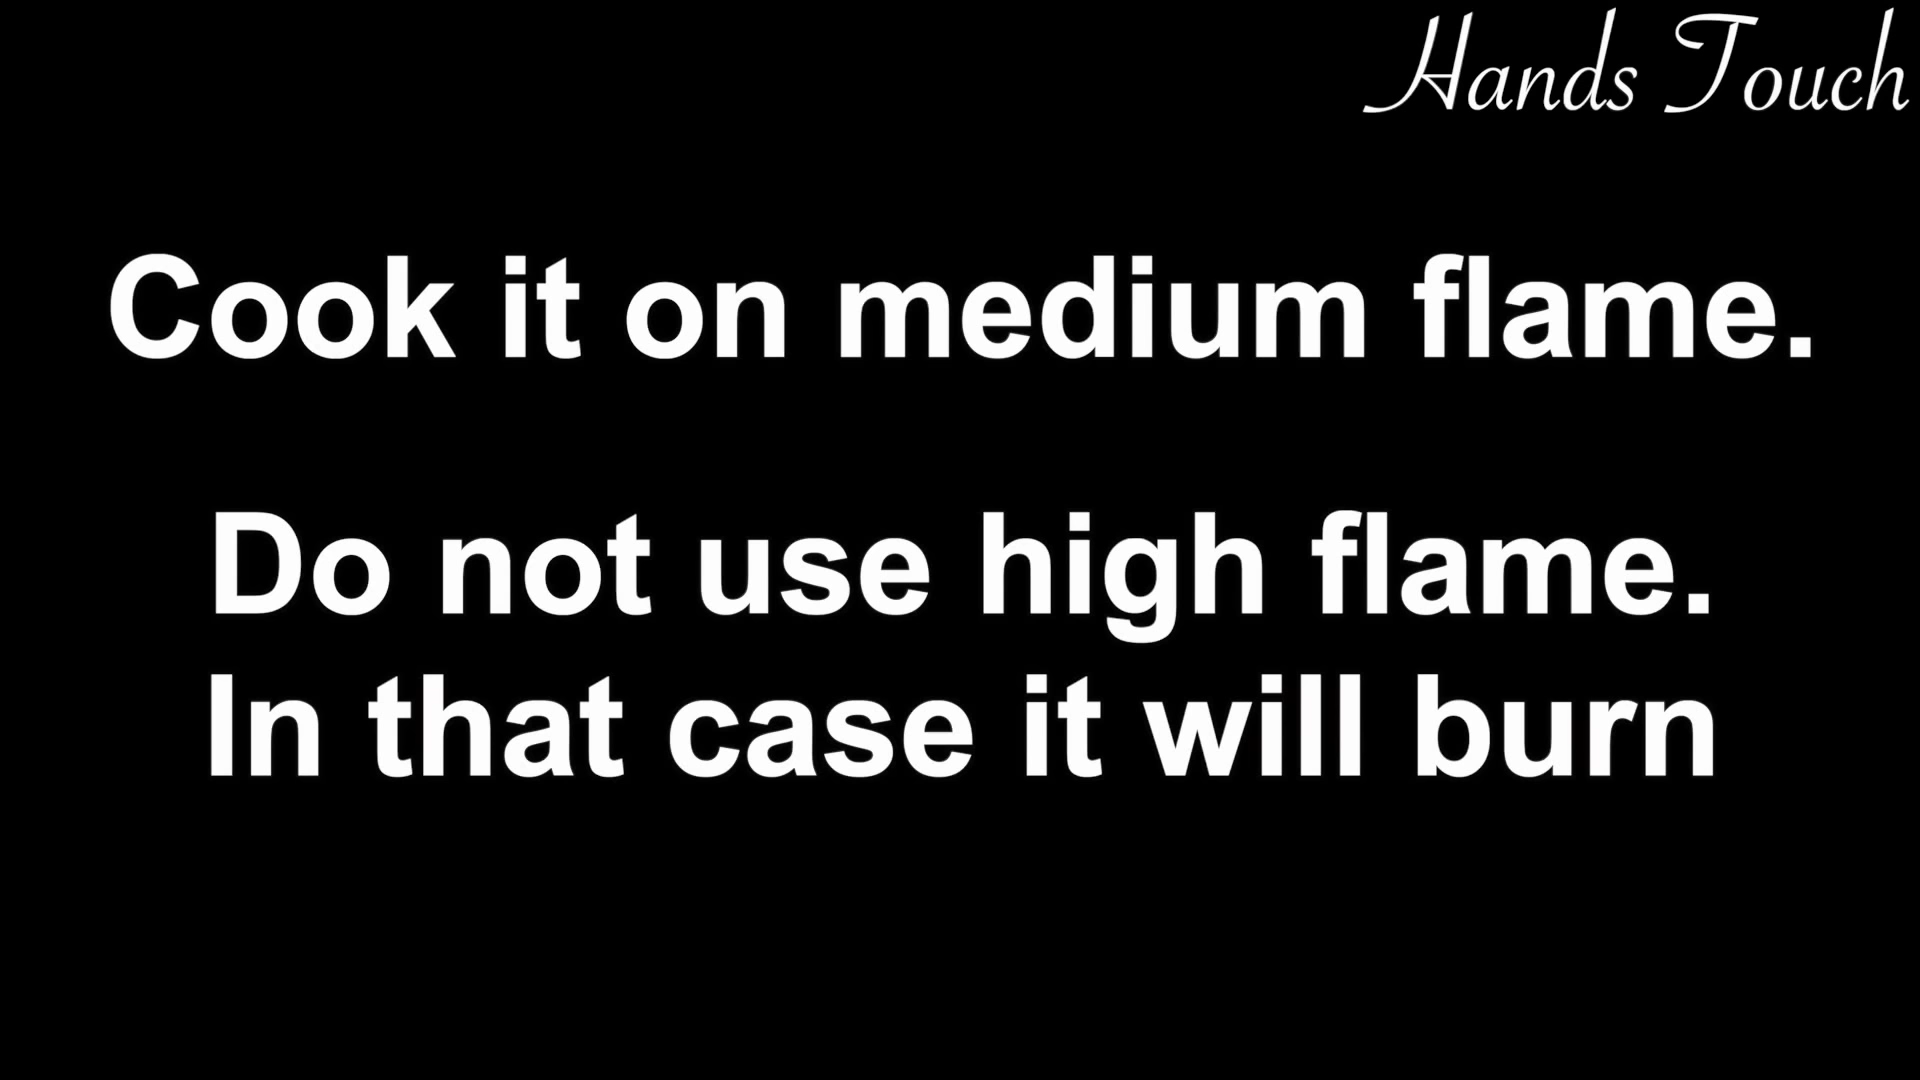 Hands Touch
Cook it on medium flame.
Do not use high flame.
In that case it will burn